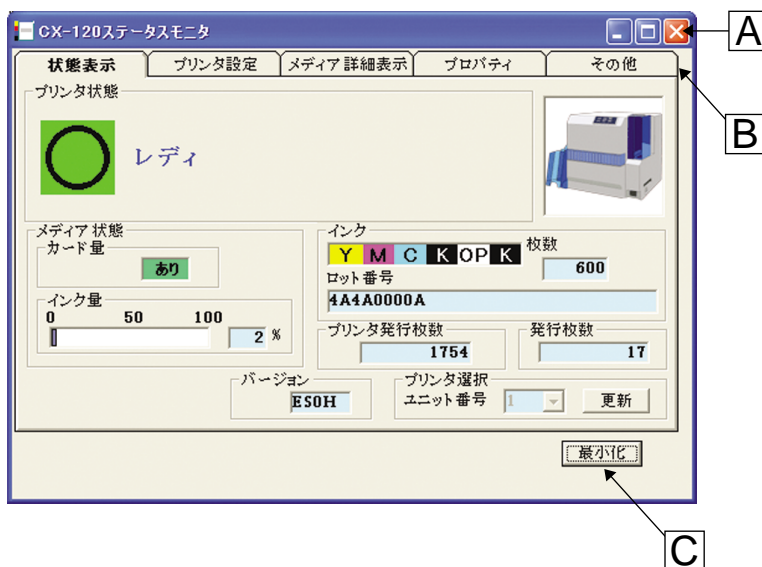 CX-120ステータスモニタ
A
状態表示 プリンタ設定 メディア詳細表示 プロパティ その他
B
プリンタ状態
レディ
メディア状態
カード量
あり
インク量
0 50 100
2 %
インク
Y M C K OP K
枚数
600
ロット番号
4A4A0000A
プリンタ発行枚数
1754
発行枚数
17
バージョン
ES0H
プリンタ選択
ユニット番号 1 更新
最小化
C